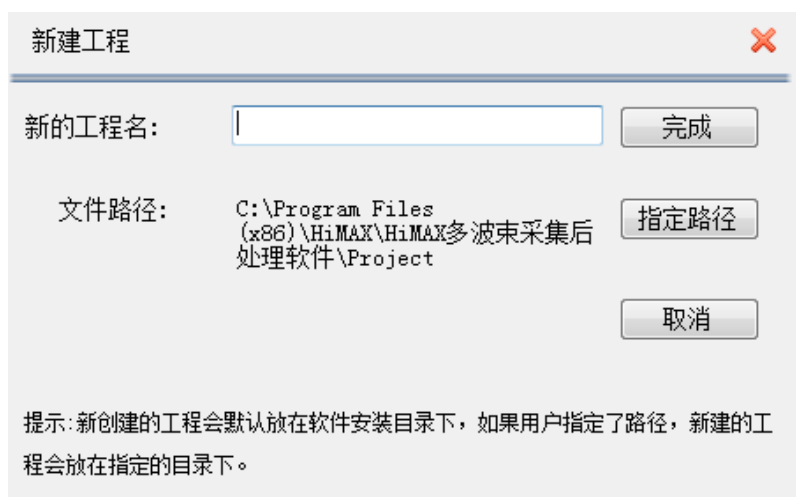 新建工程
新的工程名:
完成
文件路径:
C:\Program Files
(x86)\HiMAX\HiMAX多波束采集后
处理软件\Project
指定路径
取消
提示:新创建的工程会默认放在软件安装目录下，如果用户指定了路径，新建的工
程会放在指定的目录下。